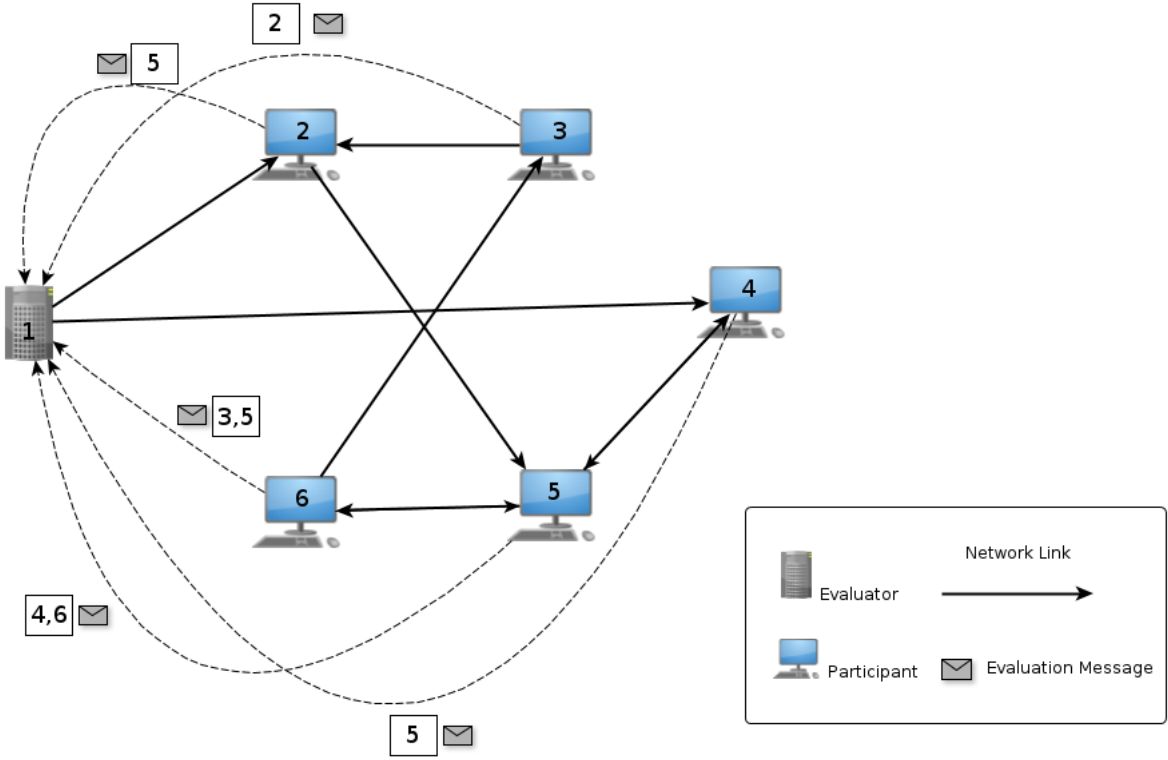 2
5
2
3
4
1
3,5
6
5
4,6
5
Network Link
Evaluator
Participant
Evaluation Message